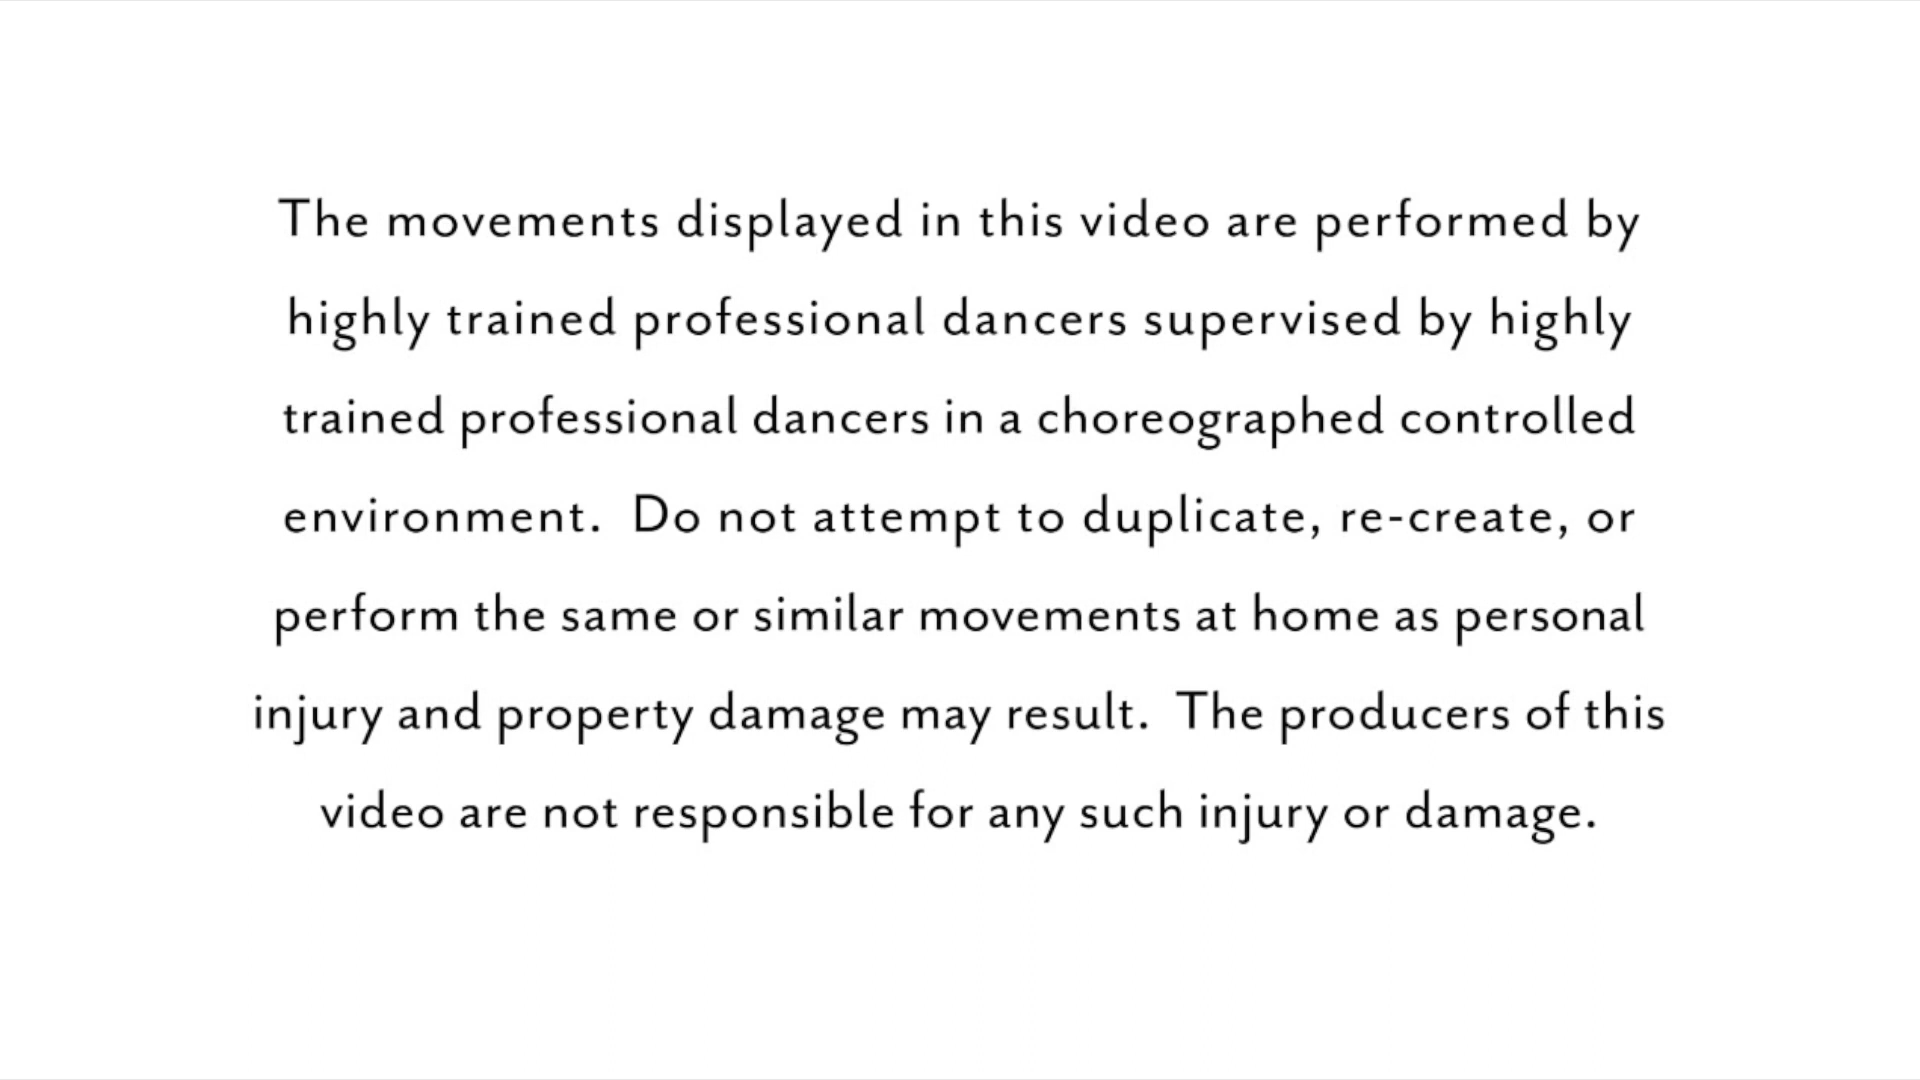 The movements displayed in this video are performed by
highly trained professional dancers supervised by highly
trained professional dancers in a choreographed controlled
environment.  Do not attempt to duplicate, re-create, or
perform the same or similar movements at home as personal
injury and property damage may result.  The producers of this
video are not responsible for any such injury or damage.